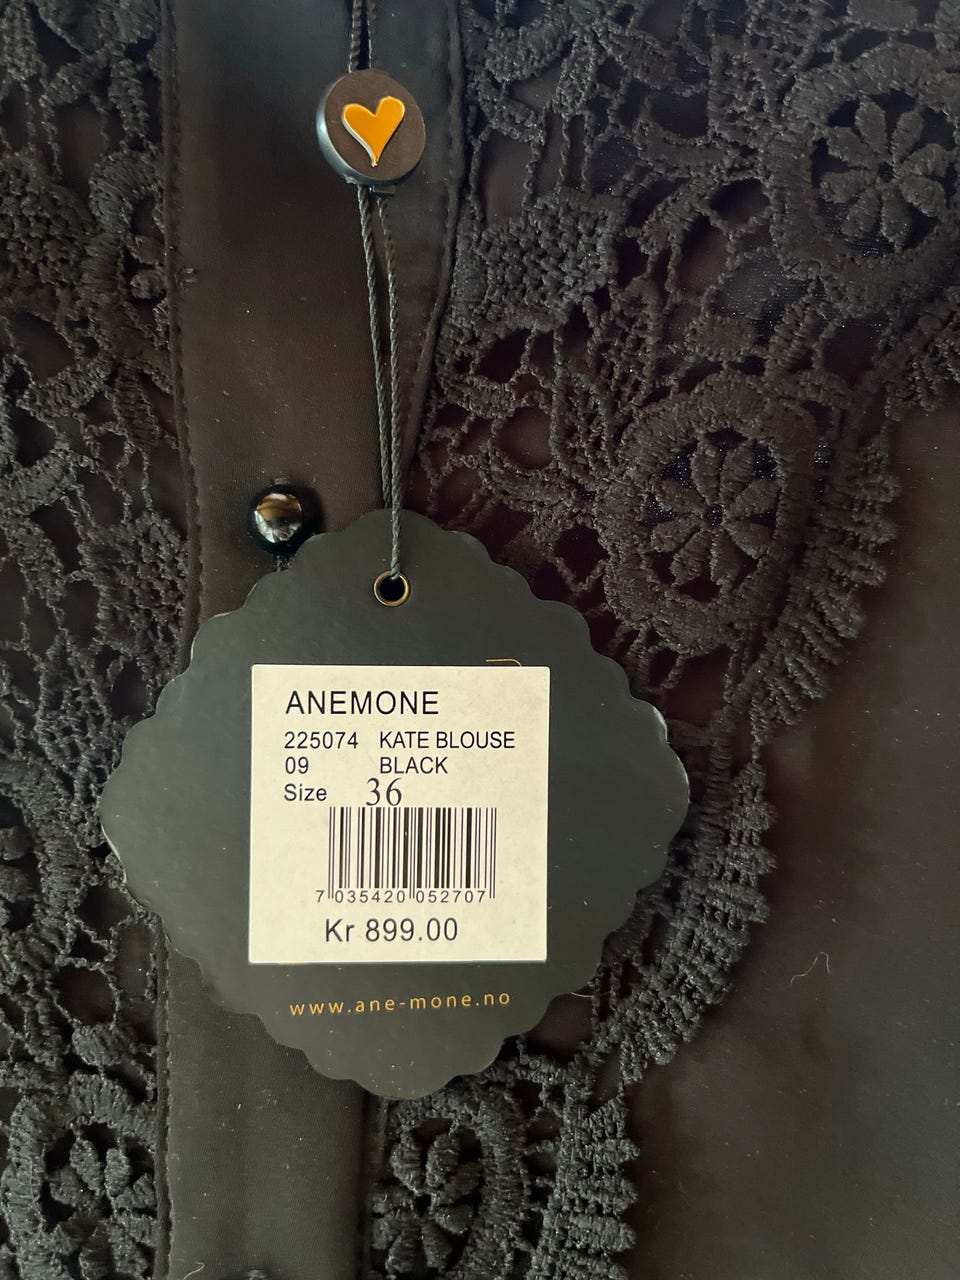 ANEMONE
225074 KATE BLOUSE
09 BLACK
Size 36
7 035420 052707
Kr 899.00
www.ane-mone.no